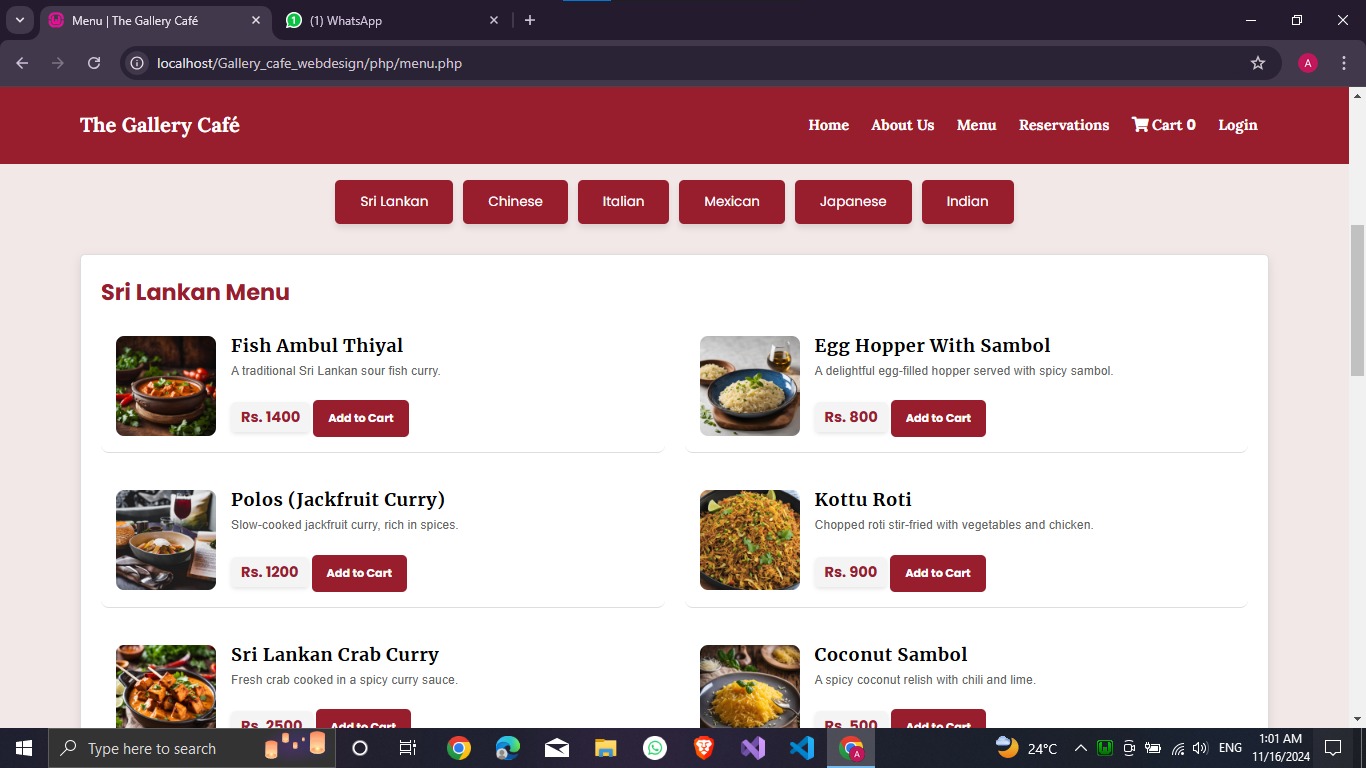 Menu | The Gallery Café
(1) WhatsApp
localhost/Gallery_cafe_webdesign/php/menu.php
A
The Gallery Café
Home About Us Menu Reservations Cart 0 Login
Sri Lankan Chinese Italian Mexican Japanese Indian
Sri Lankan Menu
Fish Ambul Thiyal
A traditional Sri Lankan sour fish curry.
Rs. 1400 Add to Cart
Egg Hopper With Sambol
A delightful egg-filled hopper served with spicy sambol.
Rs. 800 Add to Cart
Polos (Jackfruit Curry)
Slow-cooked jackfruit curry, rich in spices.
Rs. 1200 Add to Cart
Kottu Roti
Chopped roti stir-fried with vegetables and chicken.
Rs. 900 Add to Cart
Sri Lankan Crab Curry
Fresh crab cooked in a spicy curry sauce.
Rs. 2500 Add to Cart
Coconut Sambol
A spicy coconut relish with chili and lime.
Rs. 500 Add to Cart
Type here to search
24°C
ENG
1:01 AM
11/16/2024